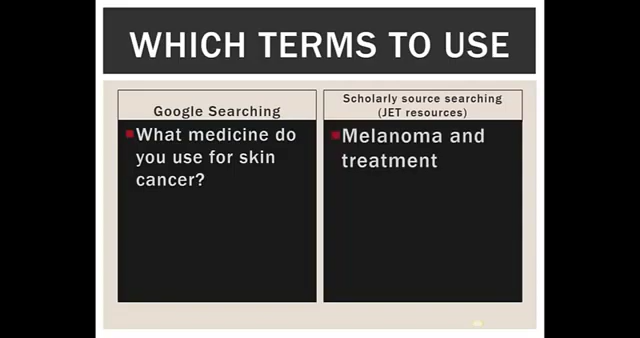 WHICH TERMS TO USE
Google Searching
What medicine do
you use for skin
cancer?
Scholarly source searching
(JET resources)
Melanoma and
treatment